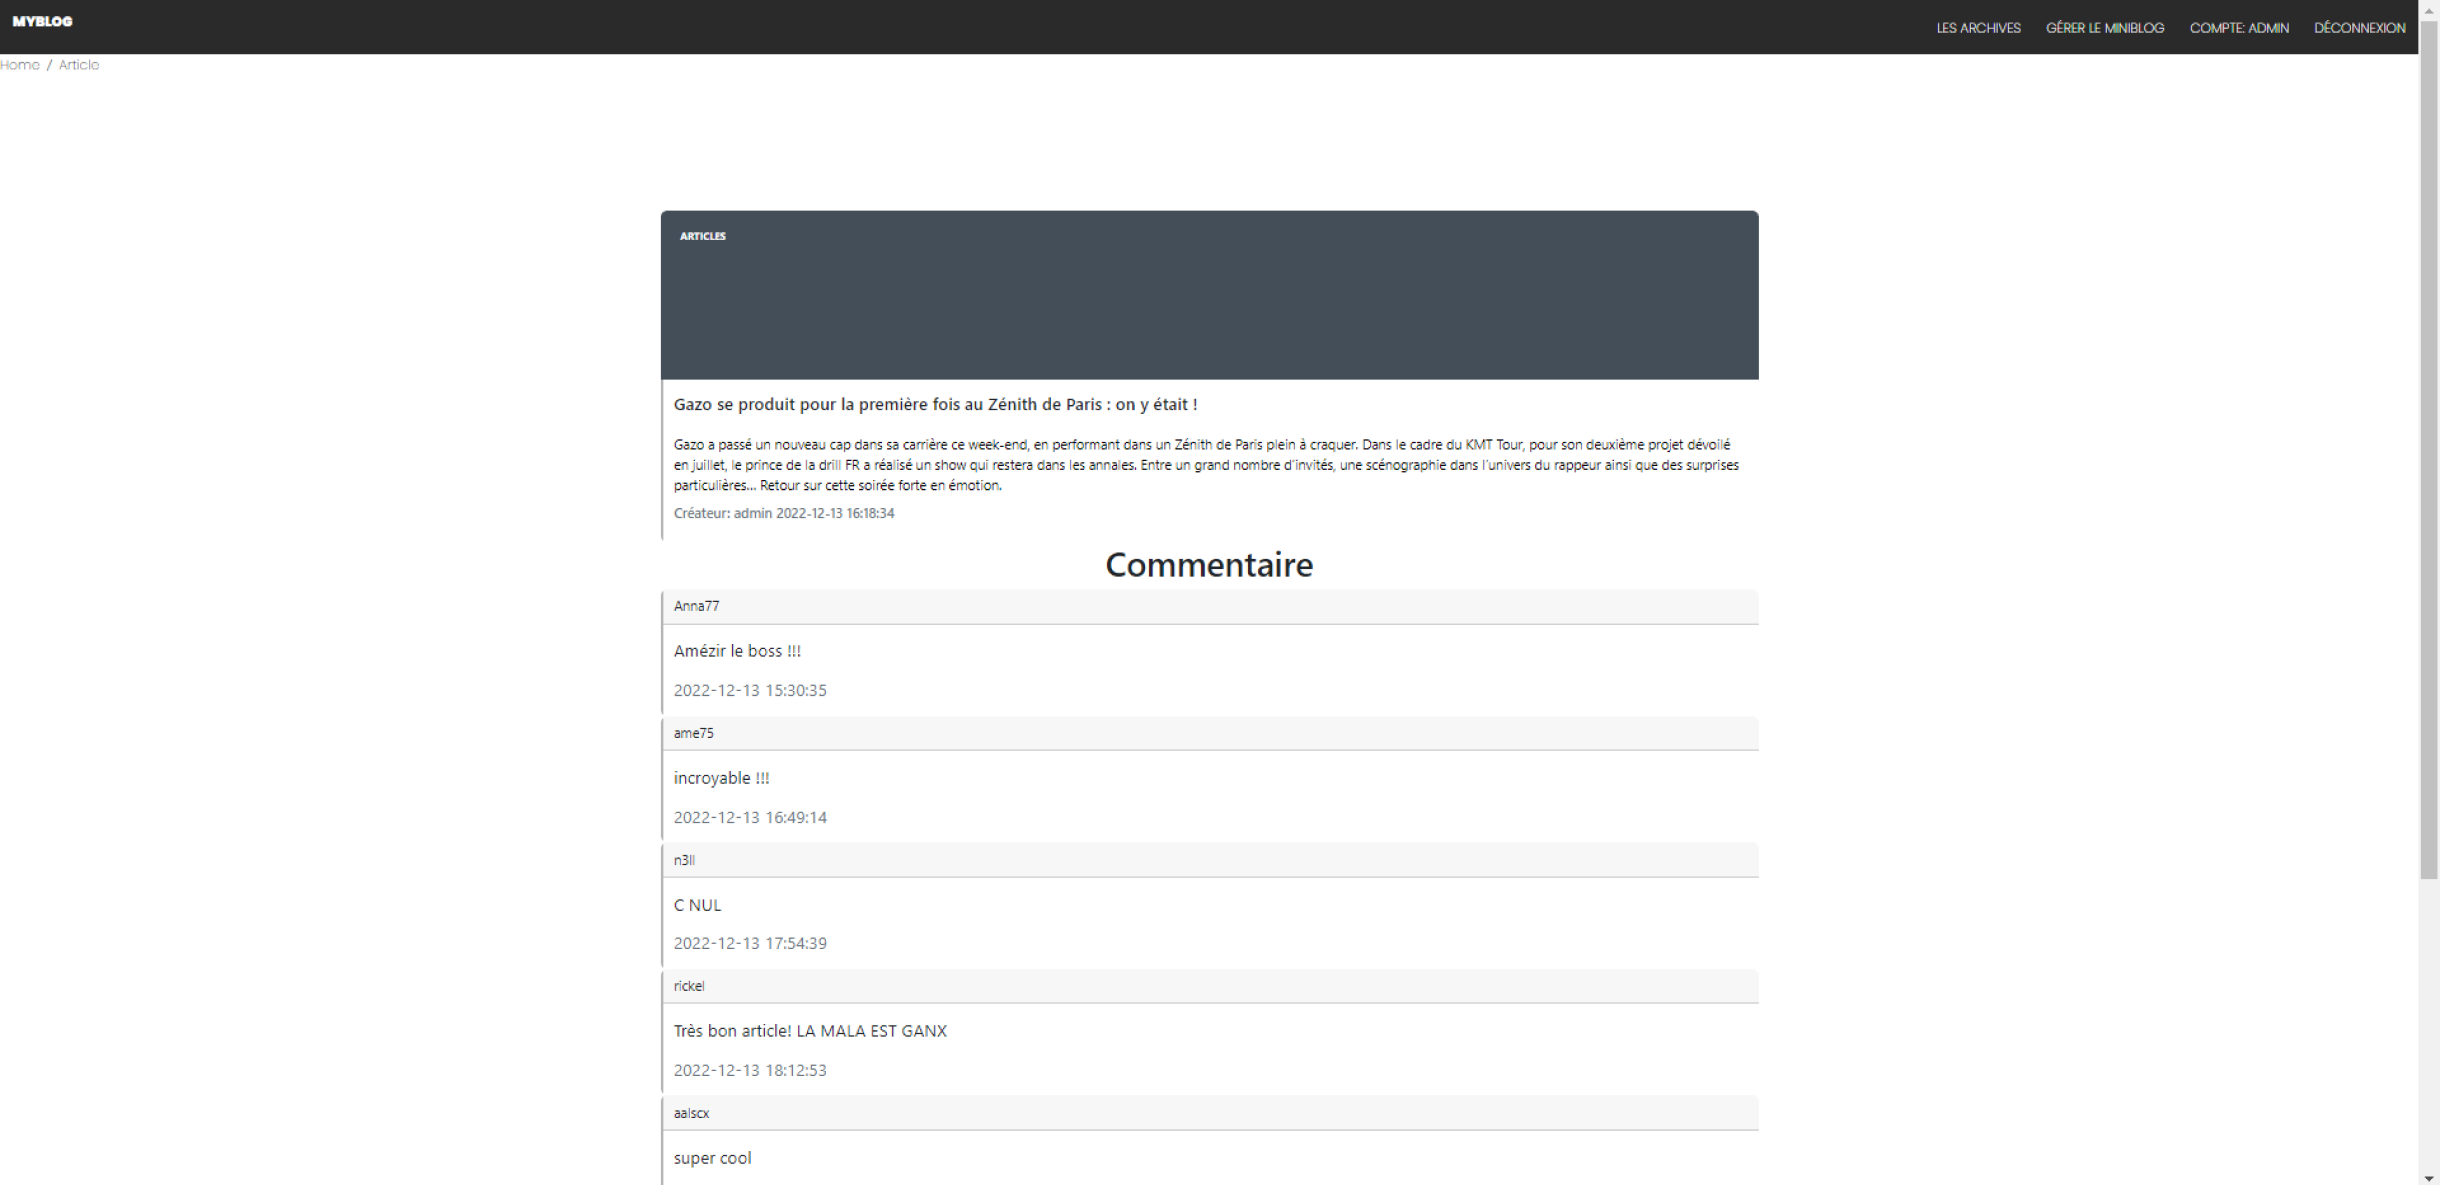 MYBLOG
LES ARCHIVES
GÉRER LE MINIBLOG
COMPTE: ADMIN
DÉCONNEXION
Home / Article
ARTICLES
Gazo se produit pour la première fois au Zénith de Paris : on y était !
Gazo a passé un nouveau cap dans sa carrière ce week-end, en performant dans un Zénith de Paris plein à craquer. Dans le cadre du KMT Tour, pour son deuxième projet dévoilé
en juillet, le prince de la drill FR a réalisé un show qui restera dans les annales. Entre un grand nombre d'invités, une scénographie dans l'univers du rappeur ainsi que des surprises
particulières... Retour sur cette soirée forte en émotion.
Créateur: admin 2022-12-13 16:18:34
Commentaire
Anna77
Amézir le boss !!!
2022-12-13 15:30:35
ame75
incroyable !!!
2022-12-13 16:49:14
n3ll
C NUL
2022-12-13 17:54:39
rickel
Très bon article! LA MALA EST GANX
2022-12-13 18:12:53
aalscx
super cool